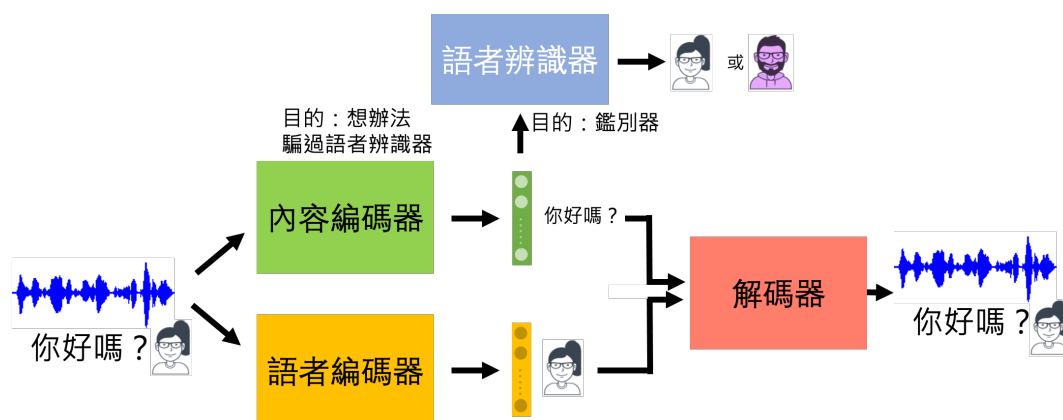 語者辨識器
或
目的：想辦法
騙過語者辨識器
目的：鑑別器
內容編碼器
你好嗎？
解碼器
你好嗎？
語者編碼器
你好嗎？